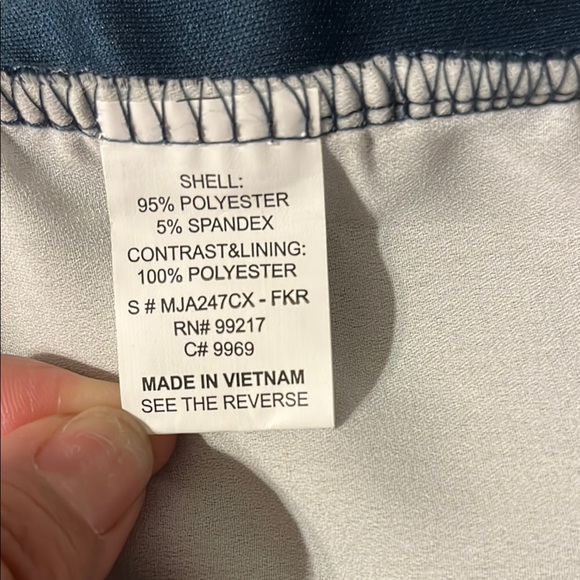 SHELL:
95% POLYESTER
5% SPANDEX
CONTRAST&LINING:
100% POLYESTER
S # MJA247CX - FKR
RN# 99217
C# 9969
MADE IN VIETNAM
SEE THE REVERSE